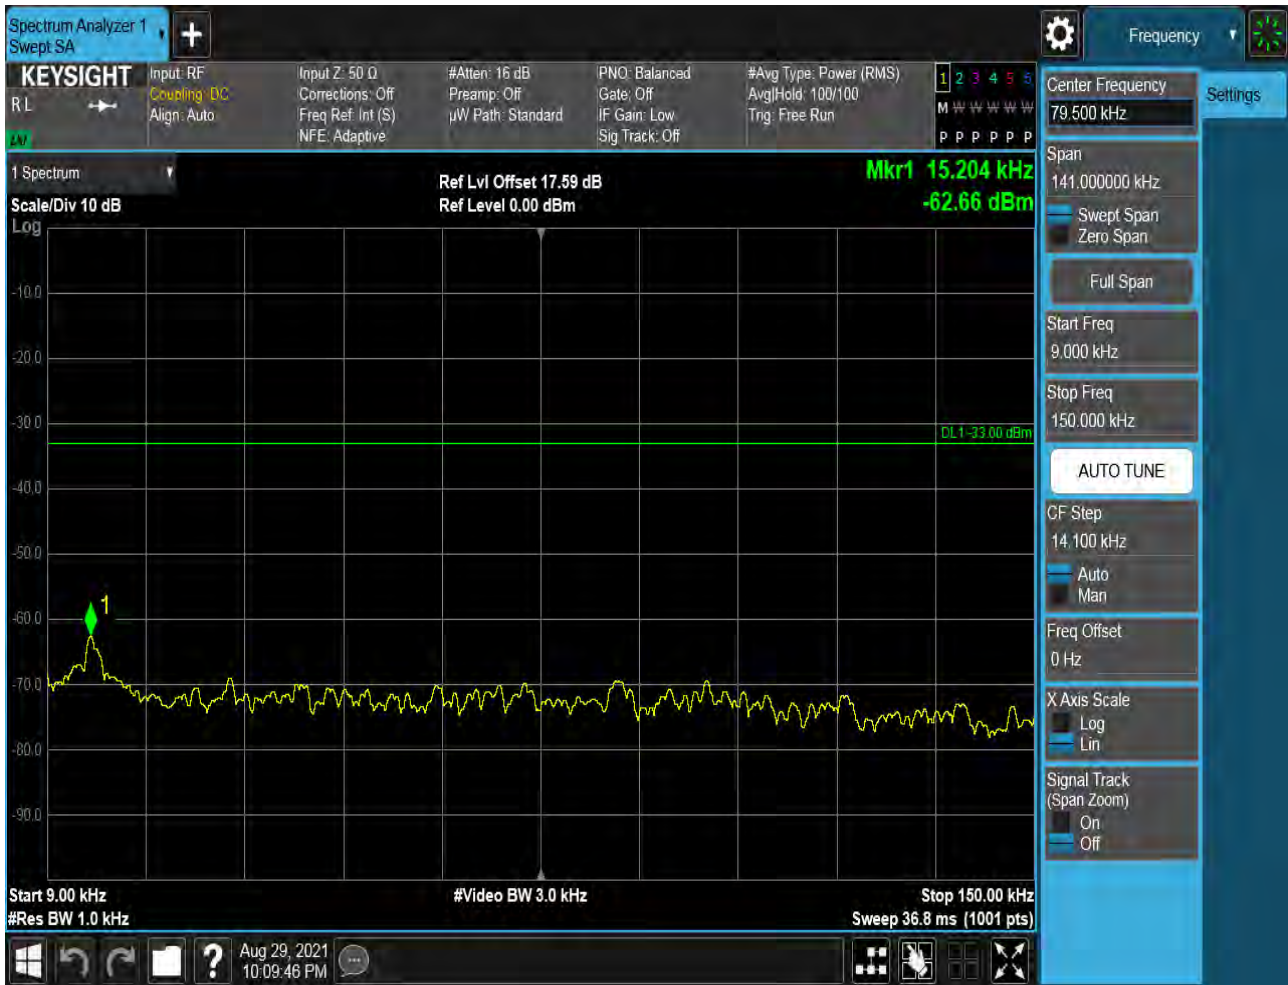 Spectrum Analyzer 1
Swept SA
Frequency
KEYSIGHT
R L
Input: RF
Coupling: DC
Align: Auto
Input Z: 50 Ω
Corrections: Off
Freq Ref: Int (S)
NFE: Adaptive
#Atten: 16 dB
Preamp: Off
µW Path: Standard
PNO: Balanced
Gate: Off
IF Gain: Low
Sig Track: Off
#Avg Type: Power (RMS)
Avg|Hold: 100/100
Trig: Free Run
1 2 3 4 5 6
M W W W W W
P P P P P P
1 Spectrum
Scale/Div 10 dB
Ref Lvl Offset 17.59 dB
Ref Level 0.00 dBm
Mkr1 15.204 kHz
-62.66 dBm
Log
-10.0
-20.0
-30.0
DL1 -33.00 dBm
-40.0
-50.0
-60.0
1
-70.0
-80.0
-90.0
Start 9.00 kHz
#Res BW 1.0 kHz
#Video BW 3.0 kHz
Stop 150.00 kHz
Sweep 36.8 ms (1001 pts)
Aug 29, 2021
10:09:46 PM
Center Frequency
79.500 kHz
Settings
Span
141.000000 kHz
Swept Span
Zero Span
Full Span
Start Freq
9.000 kHz
Stop Freq
150.000 kHz
AUTO TUNE
CF Step
14.100 kHz
Auto
Man
Freq Offset
0 Hz
X Axis Scale
Log
Lin
Signal Track
(Span Zoom)
On
Off